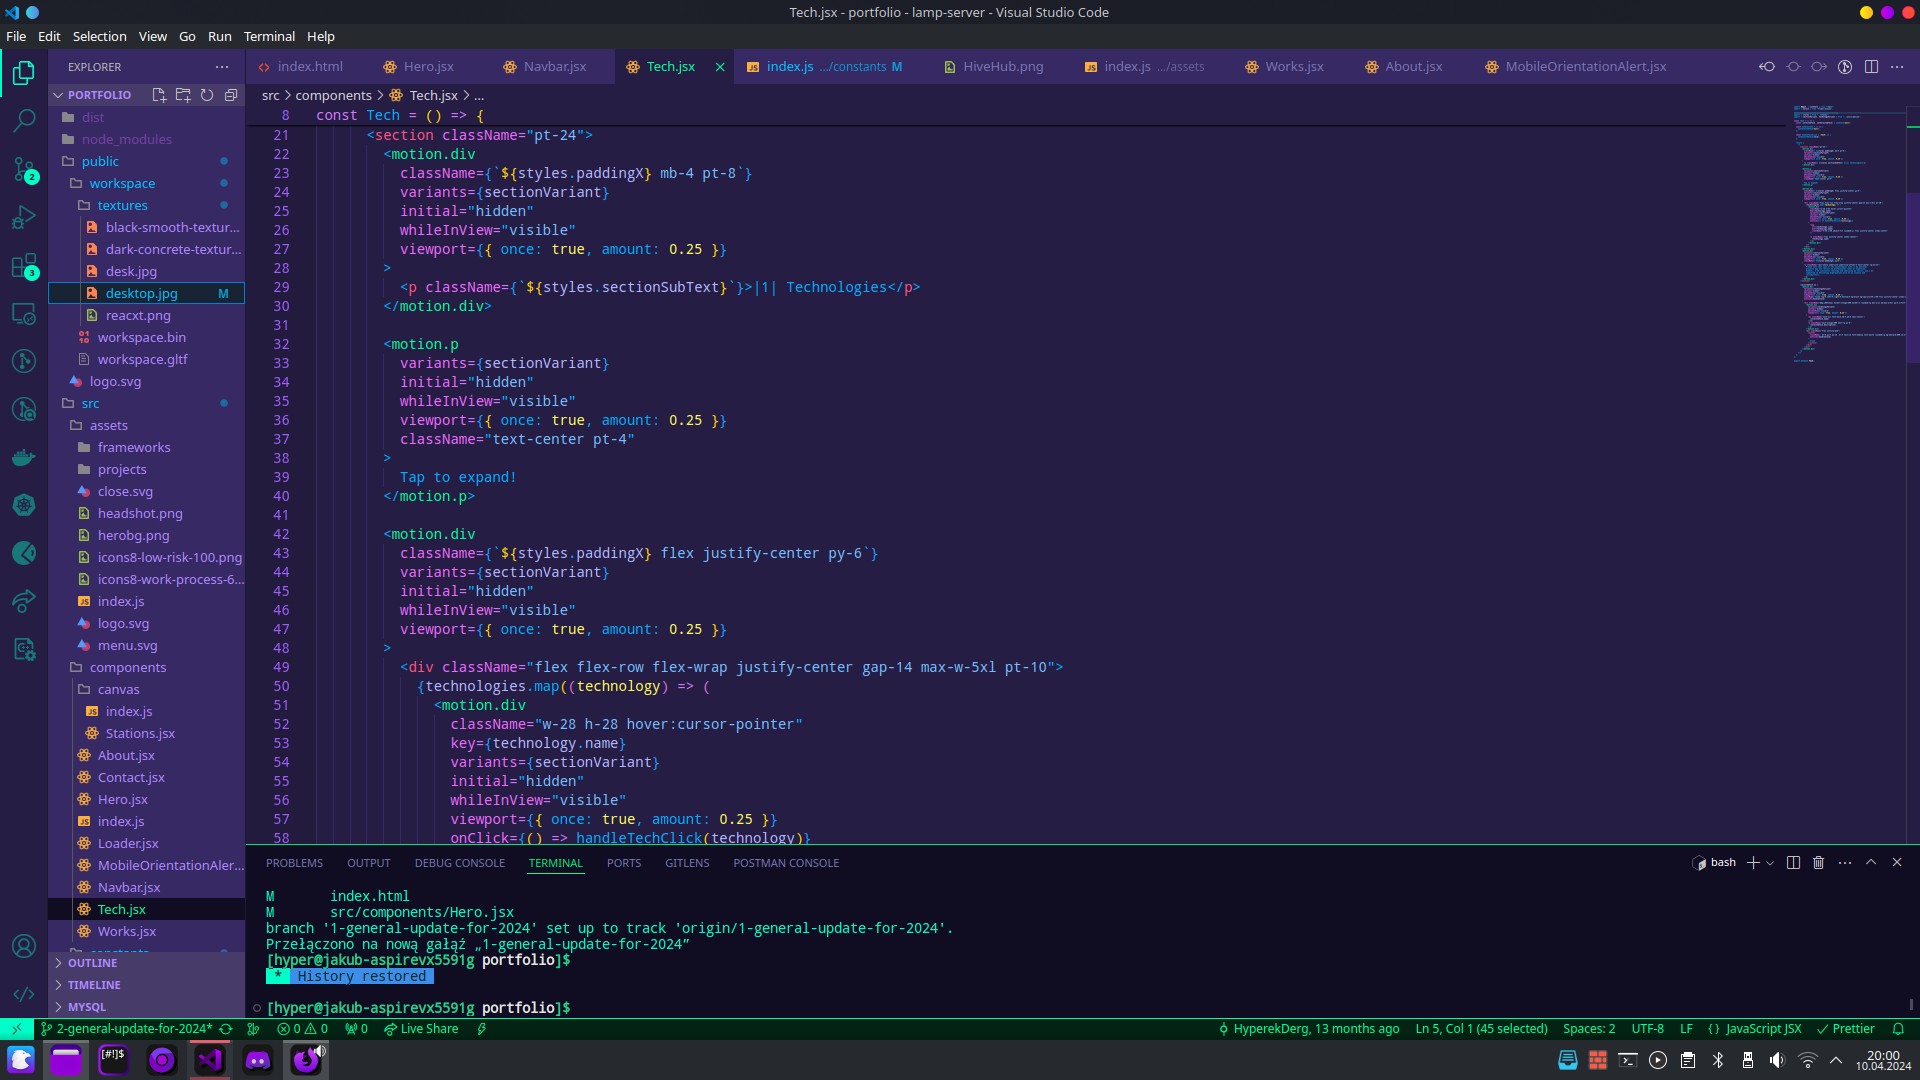 Tech.jsx - portfolio - lamp-server - Visual Studio Code
File Edit Selection View Go Run Terminal Help
EXPLORER
PORTFOLIO
dist
node_modules
public
workspace
textures
black-smooth-textur...
dark-concrete-textur...
desk.jpg
desktop.jpg M
reacxt.png
workspace.bin
workspace.gltf
logo.svg
src
assets
frameworks
projects
close.svg
headshot.png
herobg.png
icons8-low-risk-100.png
icons8-work-process-6...
index.js
logo.svg
menu.svg
components
canvas
index.js
Stations.jsx
About.jsx
Contact.jsx
Hero.jsx
index.js
Loader.jsx
MobileOrientationAler...
Navbar.jsx
Tech.jsx
Works.jsx
OUTLINE
TIMELINE
MYSQL
2
3
index.html Hero.jsx Navbar.jsx Tech.jsx index.js .../constants M HiveHub.png index.js .../assets Works.jsx About.jsx MobileOrientationAlert.jsx
src > components > Tech.jsx > ...
8 const Tech = () => {
21 <section className="pt-24">
22 <motion.div
23 className={`${styles.paddingX} mb-4 pt-8`}
24 variants={sectionVariant}
25 initial="hidden"
26 whileInView="visible"
27 viewport={{ once: true, amount: 0.25 }}
28 >
29 <p className={`${styles.sectionSubText}`}>|1| Technologies</p>
30 </motion.div>
31
32 <motion.p
33 variants={sectionVariant}
34 initial="hidden"
35 whileInView="visible"
36 viewport={{ once: true, amount: 0.25 }}
37 className="text-center pt-4"
38 >
39 Tap to expand!
40 </motion.p>
41
42 <motion.div
43 className={`${styles.paddingX} flex justify-center py-6`}
44 variants={sectionVariant}
45 initial="hidden"
46 whileInView="visible"
47 viewport={{ once: true, amount: 0.25 }}
48 >
49 <div className="flex flex-row flex-wrap justify-center gap-14 max-w-5xl pt-10">
50 {technologies.map((technology) => (
51 <motion.div
52 className="w-28 h-28 hover:cursor-pointer"
53 key={technology.name}
54 variants={sectionVariant}
55 initial="hidden"
56 whileInView="visible"
57 viewport={{ once: true, amount: 0.25 }}
58 onClick={() => handleTechClick(technology)}
PROBLEMS OUTPUT DEBUG CONSOLE TERMINAL PORTS GITLENS POSTMAN CONSOLE
bash
M index.html
M src/components/Hero.jsx
branch '1-general-update-for-2024' set up to track 'origin/1-general-update-for-2024'.
Przełączono na nową gałąź „1-general-update-for-2024”
[hyper@jakub-aspirevx5591g portfolio]$
* History restored
[hyper@jakub-aspirevx5591g portfolio]$
2-general-update-for-2024* 0 0 0 Live Share HyperekDerg, 13 months ago Ln 5, Col 1 (45 selected) Spaces: 2 UTF-8 LF {} JavaScript JSX Prettier
[#!]$
20:00
10.04.2024